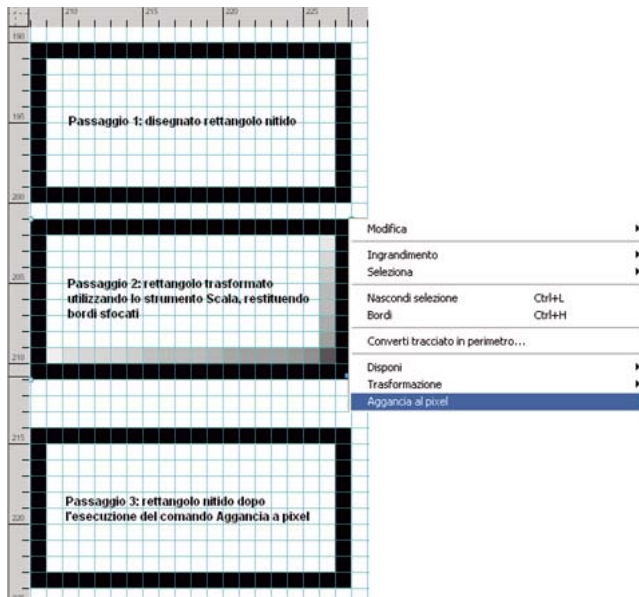 210 215 220 225
190
Passaggio 1: disegnato rettangolo nitido
195
200
Modifica
Ingrandimento
Seleziona
205
Passaggio 2: rettangolo trasformato
utilizzando lo strumento Scala, restituendo
bordi sfocati
Nascondi selezione Ctrl+L
Bordi Ctrl+H
Converti tracciato in perimetro...
210
Disponi
Trasformazione
Aggancia al pixel
215
Passaggio 3: rettangolo nitido dopo
l'esecuzione del comando Aggancia a pixel
220